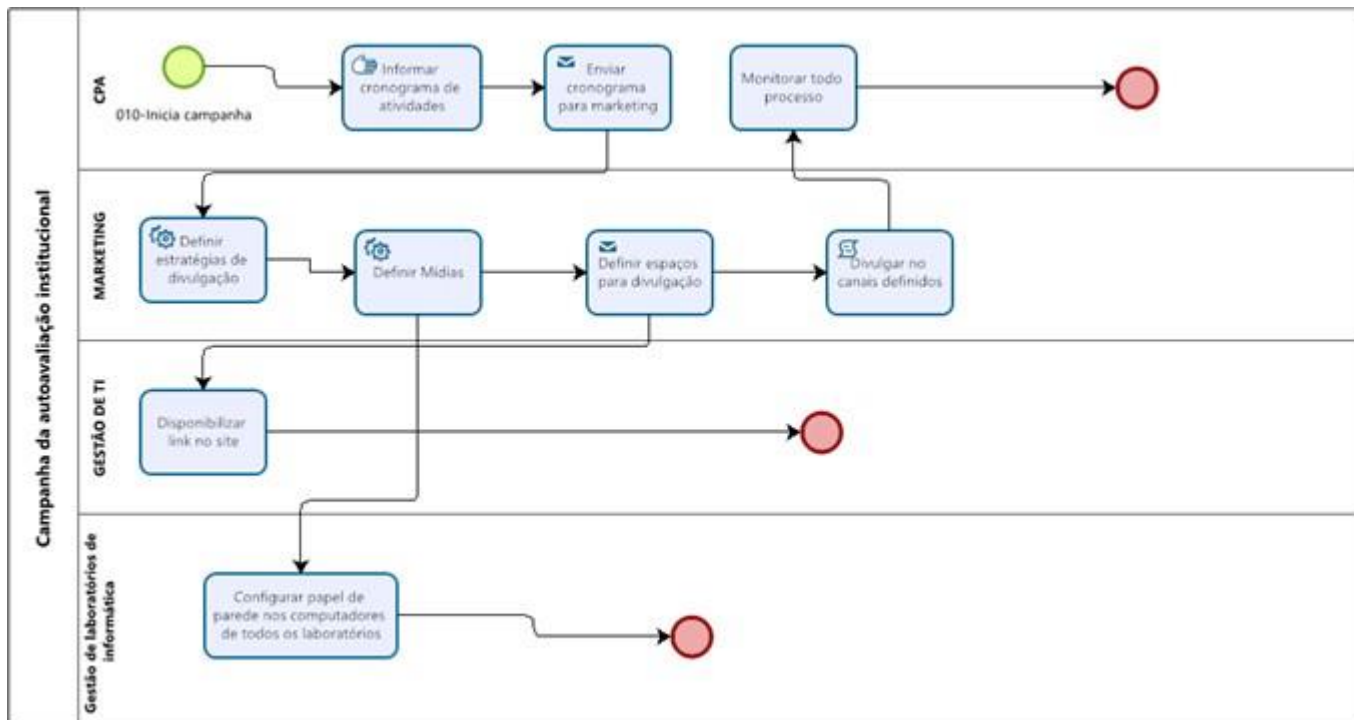 Campanha da autoavaliação institucional
CPA
010-Inicia campanha
Informar
cronograma de
atividades
Enviar
cronograma
para marketing
Monitorar todo
processo
MARKETING
Definir
estratégias de
divulgação
Definir Mídias
Definir espaços
para divulgação
Divulgar no
canais definidos
GESTÃO DE TI
Disponibilizar
link no site
Gestão de laboratórios de
informática
Configurar papel de
parede nos computadores
de todos os laboratórios